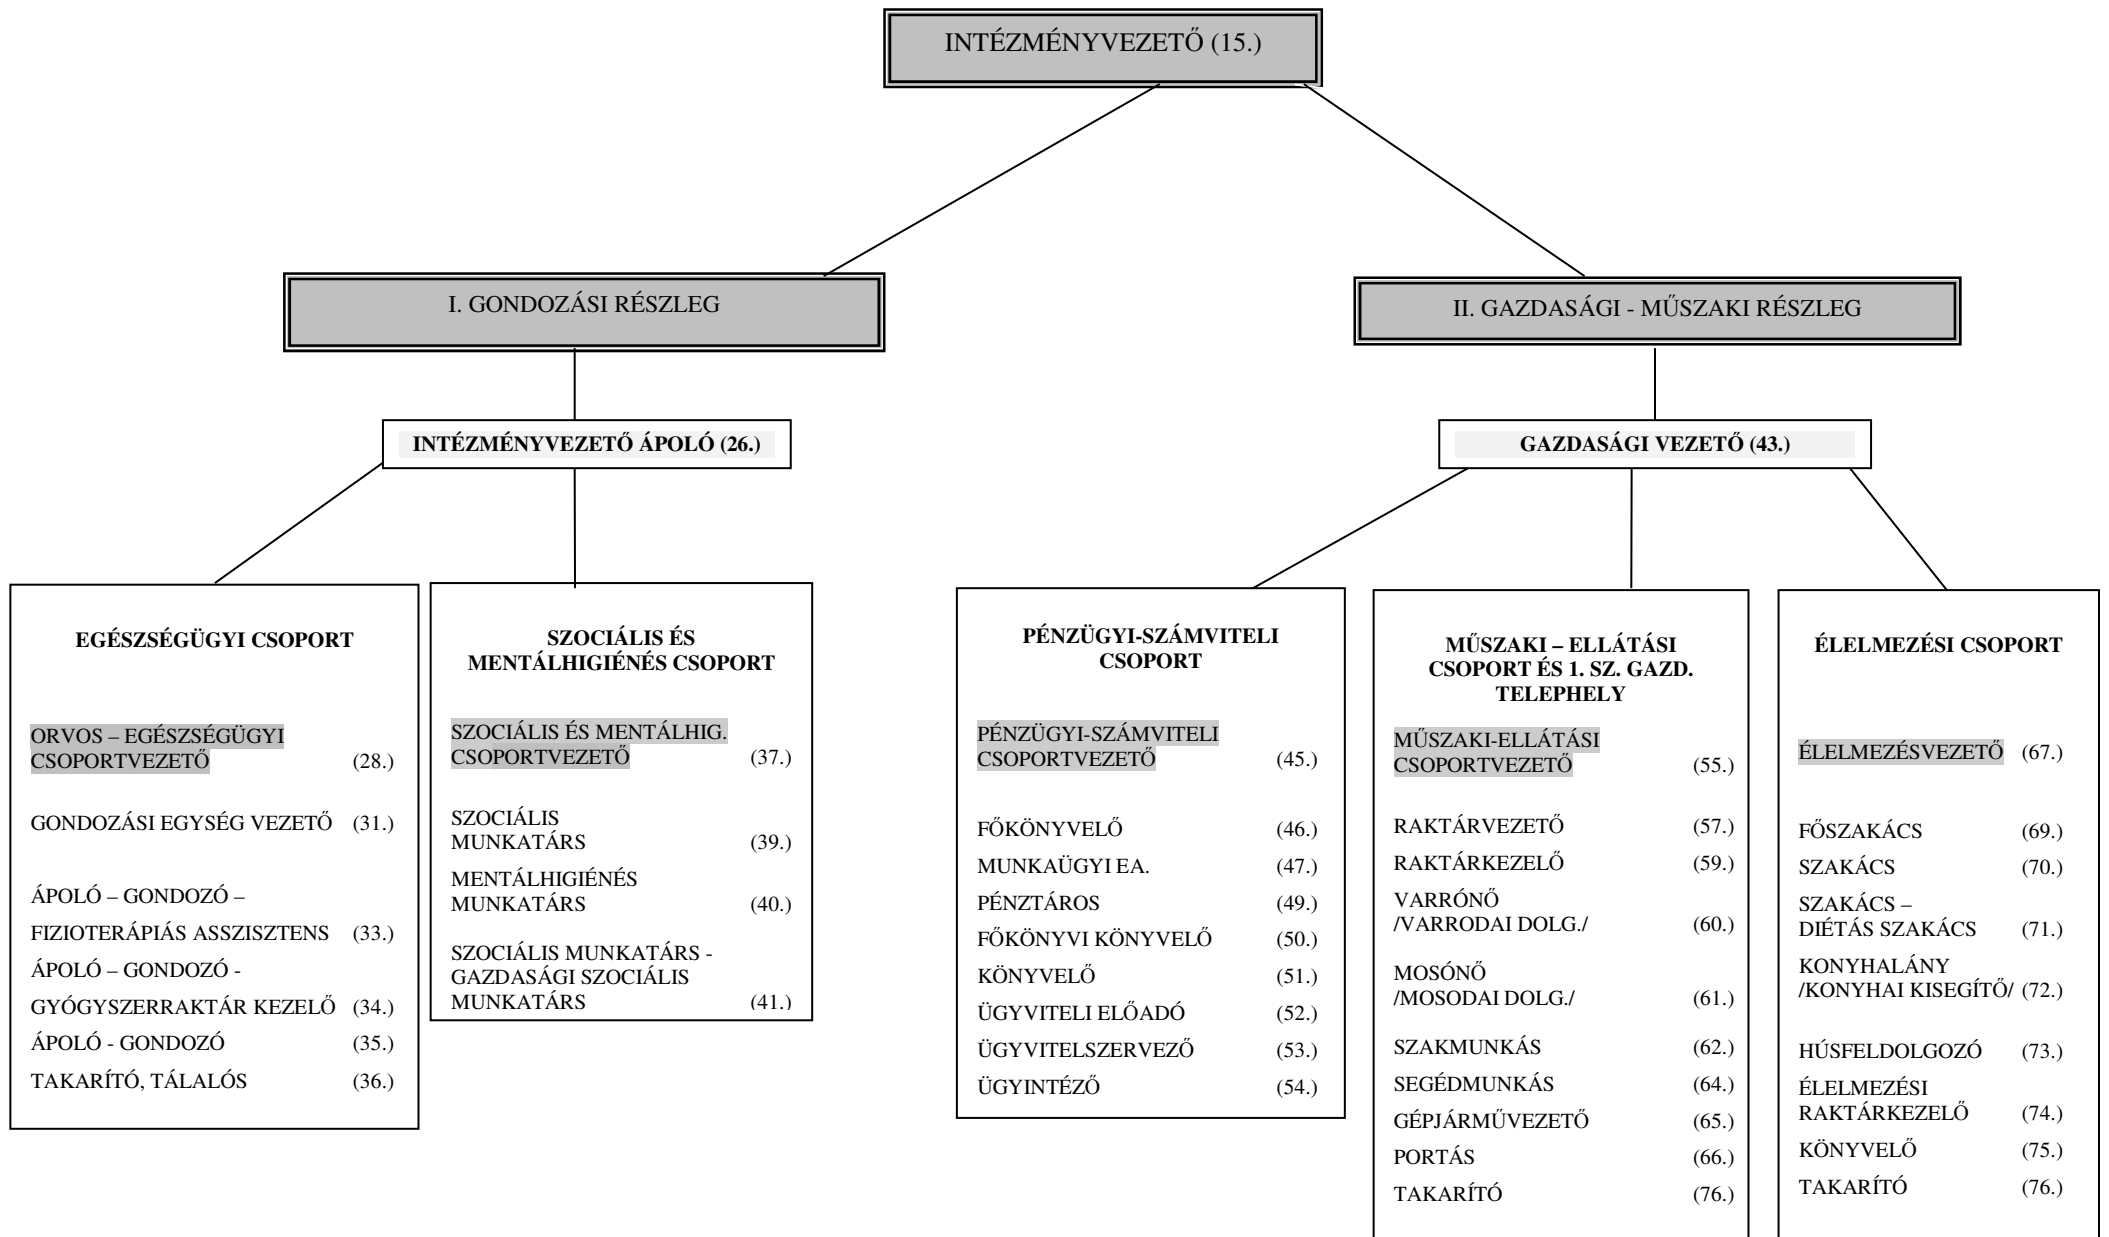 INTÉZMÉNYVEZETŐ (15.)
I. GONDOZÁSI RÉSZLEG
II. GAZDASÁGI - MŰSZAKI RÉSZLEG
INTÉZMÉNYVEZETŐ ÁPOLÓ (26.)
GAZDASÁGI VEZETŐ (43.)
EGÉSZSÉGÜGYI CSOPORT
ORVOS – EGÉSZSÉGÜGYI
CSOPORTVEZETŐ (28.)
GONDOZÁSI EGYSÉG VEZETŐ (31.)
ÁPOLÓ – GONDOZÓ –
FIZIOTERÁPIÁS ASSZISZTENS (33.)
ÁPOLÓ – GONDOZÓ -
GYÓGYSZERRAKTÁR KEZELŐ (34.)
ÁPOLÓ - GONDOZÓ (35.)
TAKARÍTÓ, TÁLALÓS (36.)
SZOCIÁLIS ÉS
MENTÁLHIGIÉNÉS CSOPORT
SZOCIÁLIS ÉS MENTÁLHIG.
CSOPORTVEZETŐ (37.)
SZOCIÁLIS
MUNKATÁRS (39.)
MENTÁLHIGIÉNÉS
MUNKATÁRS (40.)
SZOCIÁLIS MUNKATÁRS -
GAZDASÁGI SZOCIÁLIS
MUNKATÁRS (41.)
PÉNZÜGYI-SZÁMVITELI
CSOPORT
PÉNZÜGYI-SZÁMVITELI
CSOPORTVEZETŐ (45.)
FŐKÖNYVELŐ (46.)
MUNKAÜGYI EA. (47.)
PÉNZTÁROS (49.)
FŐKÖNYVI KÖNYVELŐ (50.)
KÖNYVELŐ (51.)
ÜGYVITELI ELŐADÓ (52.)
ÜGYVITELSZERVEZŐ (53.)
ÜGYINTÉZŐ (54.)
MŰSZAKI – ELLÁTÁSI
CSOPORT ÉS 1. SZ. GAZD.
TELEPHELY
MŰSZAKI-ELLÁTÁSI
CSOPORTVEZETŐ (55.)
RAKTÁRVEZETŐ (57.)
RAKTÁRKEZELŐ (59.)
VARRÓNŐ
/VARRODAI DOLG./ (60.)
MOSÓNŐ
/MOSODAI DOLG./ (61.)
SZAKMUNKÁS (62.)
SEGÉDMUNKÁS (64.)
GÉPJÁRMŰVEZETŐ (65.)
PORTÁS (66.)
TAKARÍTÓ (76.)
ÉLELMEZÉSI CSOPORT
ÉLELMEZÉSVEZETŐ (67.)
FŐSZAKÁCS (69.)
SZAKÁCS (70.)
SZAKÁCS –
DIÉTÁS SZAKÁCS (71.)
KONYHALÁNY
/KONYHAI KISEGÍTŐ/ (72.)
HÚSFELDOLGOZÓ (73.)
ÉLELMEZÉSI
RAKTÁRKEZELŐ (74.)
KÖNYVELŐ (75.)
TAKARÍTÓ (76.)